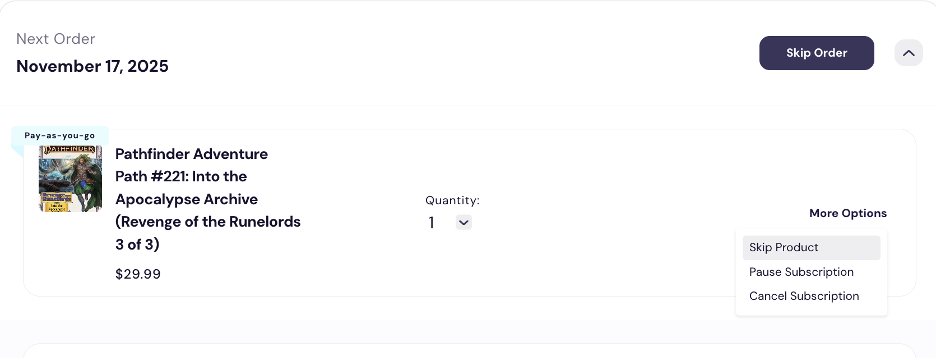 Next Order
November 17, 2025
Skip Order
Pay-as-you-go
PATHFINDER
Pathfinder Adventure
Path #221: Into the
Apocalypse Archive
(Revenge of the Runelords
3 of 3)
$29.99
Quantity:
1
More Options
Skip Product
Pause Subscription
Cancel Subscription